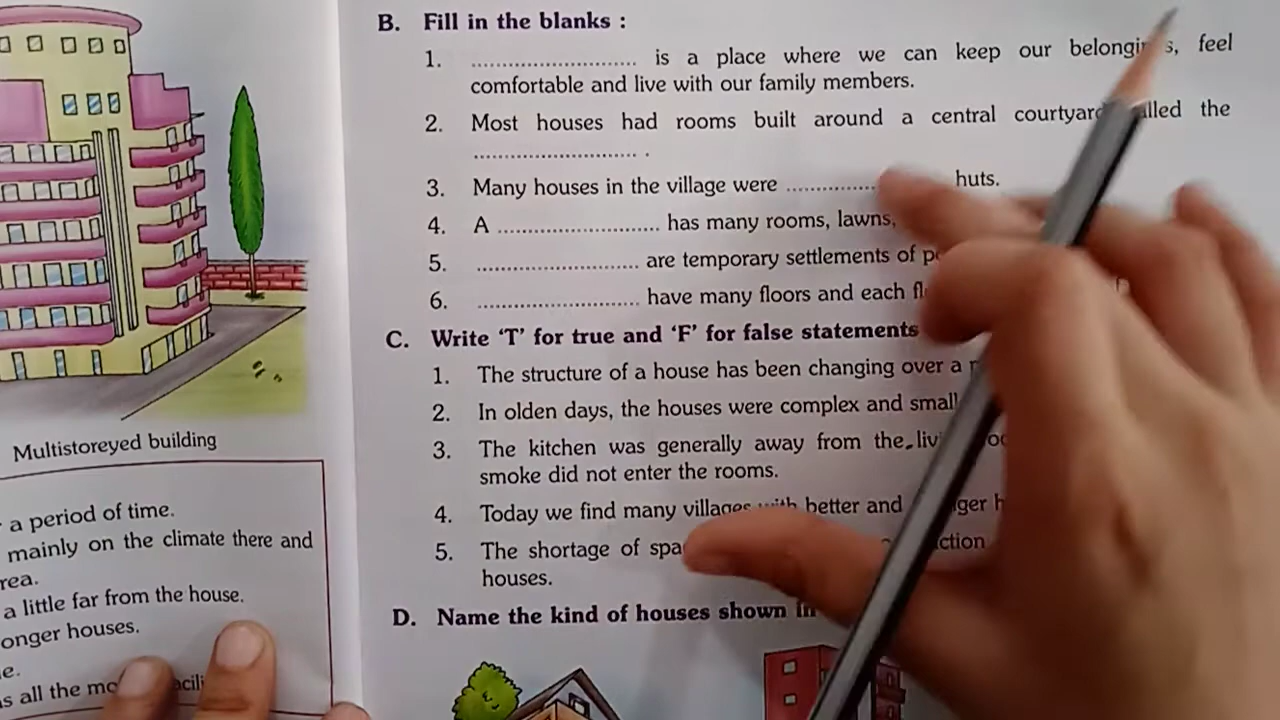 Multistoreyed building
a period of time.
mainly on the climate there and
a little far from the house.
onger houses.
s all the mo
B. Fill in the blanks :
1. .............................. is a place where we can keep our feel
comfortable and live with our family members.
2. Most houses had rooms built around a central the
.............................. .
3. Many houses in the village were ................ huts.
4. A .............................. has many rooms, lawns,
5. .............................. are temporary settlements of
6. .............................. have many floors and each
C. Write ‘T’ for true and ‘F’ for false statements
1. The structure of a house has been changing over a
2. In olden days, the houses were complex and small
3. The kitchen was generally away from the
smoke did not enter the rooms.
4. Today we find many villages with better and
5. The shortage of
houses.
D. Name the kind of houses shown in